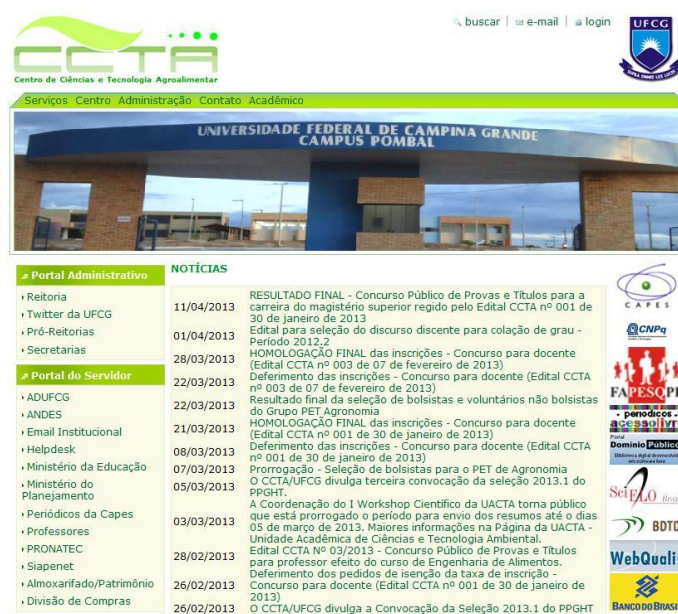 buscar e-mail login
UFCG
CCTA
Centro de Ciências e Tecnologia Agroalimentar
Serviços Centro Administração Contato Acadêmico
UNIVERSIDADE FEDERAL DE CAMPINA GRANDE
CAMPUS POMBAL
Portal Administrativo
Reitoria
Twitter da UFCG
Pró-Reitorias
Secretarias
Portal do Servidor
ADUFCG
ANDES
Email Institucional
Helpdesk
Ministério da Educação
Ministério do
Planejamento
Periódicos da Capes
Professores
PRONATEC
Siapenet
Almoxarifado/Patrimônio
Divisão de Compras
NOTÍCIAS
RESULTADO FINAL - Concurso Público de Provas e Títulos para a
11/04/2013 carreira do magistério superior regido pelo Edital CCTA nº 001 de
30 de janeiro de 2013
01/04/2013 Edital para seleção do discurso discente para colação de grau -
Período 2012.2
28/03/2013 HOMOLOGAÇÃO FINAL das inscrições - Concurso para docente
(Edital CCTA nº 003 de 07 de fevereiro de 2013)
22/03/2013 Deferimento das inscrições - Concurso para docente (Edital CCTA
nº 003 de 07 de fevereiro de 2013)
22/03/2013 Resultado final da seleção de bolsistas e voluntários não bolsistas
do Grupo PET Agronomia
21/03/2013 HOMOLOGAÇÃO FINAL das inscrições - Concurso para docente
(Edital CCTA nº 001 de 30 de janeiro de 2013)
08/03/2013 Deferimento das inscrições - Concurso para docente (Edital CCTA
nº 001 de 30 de janeiro de 2013)
07/03/2013 Prorrogação - Seleção de bolsistas para o PET de Agronomia
05/03/2013 O CCTA/UFCG divulga terceira convocação da seleção 2013.1 do
PPGHT.
A Coordenação do I Workshop Científico da UACTA torna público
03/03/2013 que está prorrogado o período para envio dos resumos até o dias
05 de março de 2013. Maiores informações na Página da UACTA -
Unidade Acadêmica de Ciências e Tecnologia Ambiental.
28/02/2013 Edital CCTA Nº 03/2013 - Concurso Público de Provas e Títulos
para professor efeito do curso de Engenharia de Alimentos.
Deferimento dos pedidos de isenção da taxa de inscrição -
26/02/2013 Concurso para docente (Edital CCTA nº 001 de 30 de janeiro de
2013)
26/02/2013 O CCTA/UFCG divulga a Convocação da Seleção 2013.1 do PPGHT
CAPES
CNPq
FAPESQPB
periodicos
acessolivre
Portal
Domínio Público
Biblioteca digital desenvolvida
em software livre
SciELO Brazil
BDTD
WebQualis
BANCO DO BRASIL